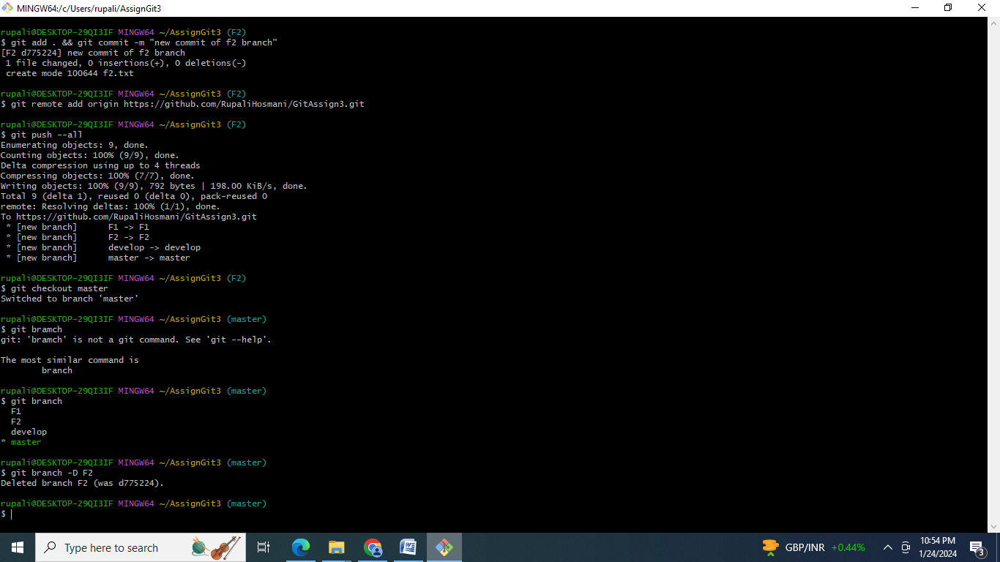 MINGW64:/c/Users/rupali/AssignGit3
rupali@DESKTOP-29QI3IF MINGW64 ~/AssignGit3 (F2)
$ git add . && git commit -m "new commit of f2 branch"
[F2 d775224] new commit of f2 branch
 1 file changed, 0 insertions(+), 0 deletions(-)
 create mode 100644 f2.txt
rupali@DESKTOP-29QI3IF MINGW64 ~/AssignGit3 (F2)
$ git remote add origin https://github.com/RupaliHosmani/GitAssign3.git
rupali@DESKTOP-29QI3IF MINGW64 ~/AssignGit3 (F2)
$ git push --all
Enumerating objects: 9, done.
Counting objects: 100% (9/9), done.
Delta compression using up to 4 threads
Compressing objects: 100% (7/7), done.
Writing objects: 100% (9/9), 792 bytes | 198.00 KiB/s, done.
Total 9 (delta 1), reused 0 (delta 0), pack-reused 0
remote: Resolving deltas: 100% (1/1), done.
To https://github.com/RupaliHosmani/GitAssign3.git
 * [new branch]      F1 -> F1
 * [new branch]      F2 -> F2
 * [new branch]      develop -> develop
 * [new branch]      master -> master
rupali@DESKTOP-29QI3IF MINGW64 ~/AssignGit3 (F2)
$ git checkout master
Switched to branch 'master'
rupali@DESKTOP-29QI3IF MINGW64 ~/AssignGit3 (master)
$ git bramch
git: 'bramch' is not a git command. See 'git --help'.
The most similar command is
        branch
rupali@DESKTOP-29QI3IF MINGW64 ~/AssignGit3 (master)
$ git branch
  F1
  F2
  develop
* master
rupali@DESKTOP-29QI3IF MINGW64 ~/AssignGit3 (master)
$ git branch -D F2
Deleted branch F2 (was d775224).
rupali@DESKTOP-29QI3IF MINGW64 ~/AssignGit3 (master)
$
Type here to search
GBP/INR +0.44%
10:54 PM
1/24/2024
3